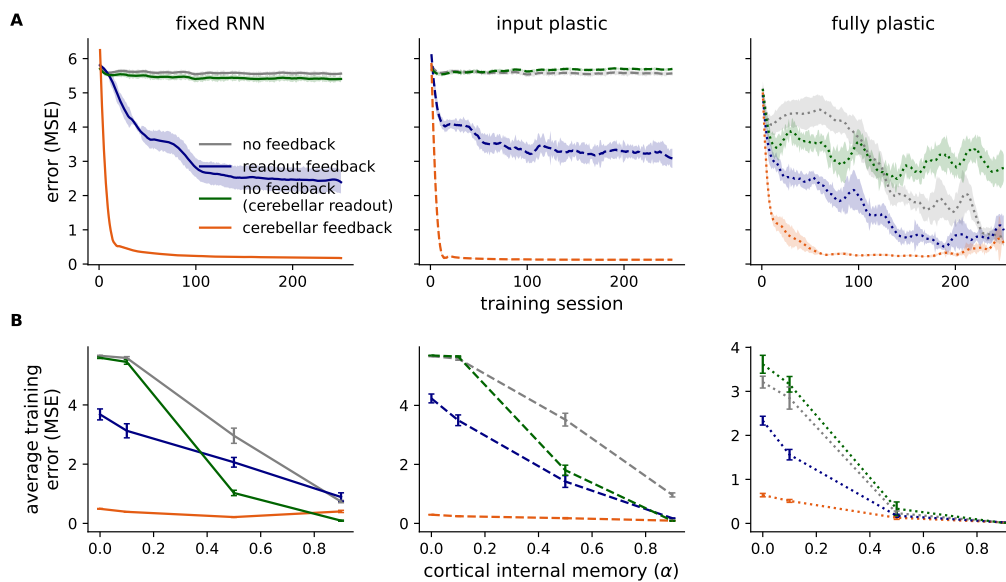 A
fixed RNN
input plastic
fully plastic
error (MSE)
6
5
4
3
2
1
0
no feedback
readout feedback
no feedback
(cerebellar readout)
cerebellar feedback
0
100
200
0
100
200
0
100
200
training session
B
average training
error (MSE)
4
2
0
4
2
0
4
3
2
1
0
0.0
0.2
0.4
0.6
0.8
0.0
0.2
0.4
0.6
0.8
0.0
0.2
0.4
0.6
0.8
cortical internal memory (α)